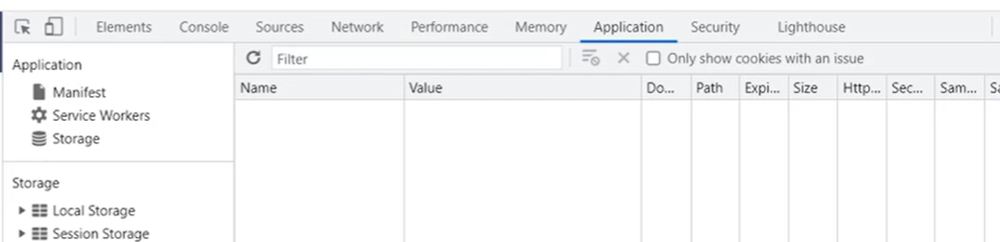 Elements Console Sources Network Performance Memory Application Security Lighthouse
Application
Manifest
Service Workers
Storage
Storage
Local Storage
Session Storage
Filter
Only show cookies with an issue
Name Value Do... Path Expi... Size Http... Sec... Sam... Sa